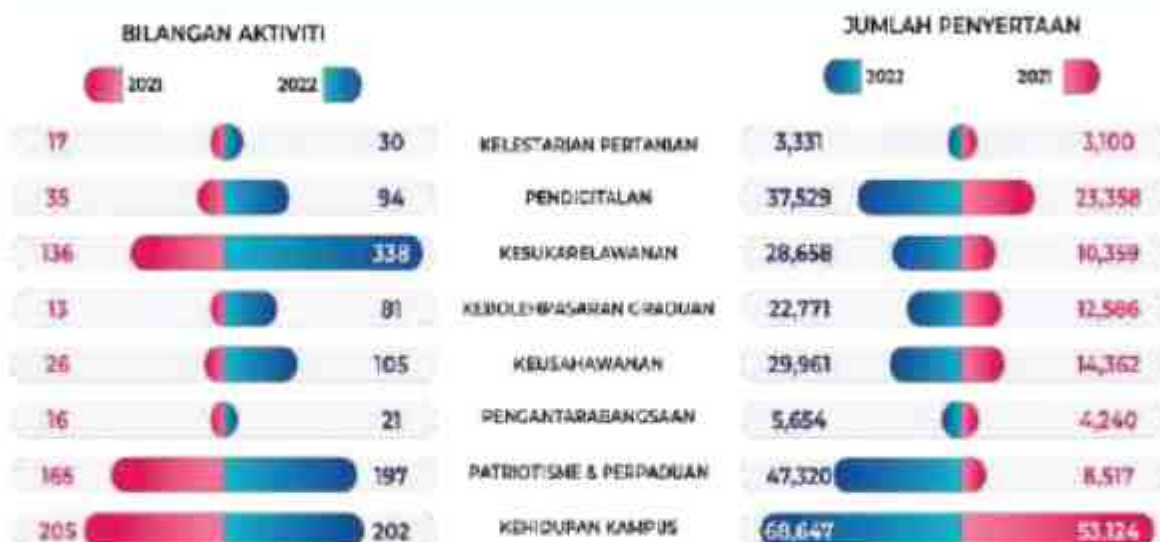 BILANGAN AKTIVITI
JUMLAH PENYERTAAN
2021 2022
2022 2021
17 30 KELESTARIAN PERTANIAN 3,331 3,100
35 94 PENDIGITALAN 37,529 23,358
136 338 KESUKARELAWANAN 28,658 10,359
13 81 KEBOLEHPASARAN GRADUAN 22,771 12,586
26 105 KEUSAHAWANAN 29,961 14,362
16 21 PENGANTARABANGSAAN 5,654 4,240
197 PATRIOTISME & PERPADUAN 47,320 8,517
205 202 KEHIDUPAN KAMPUS 68,647 53,124